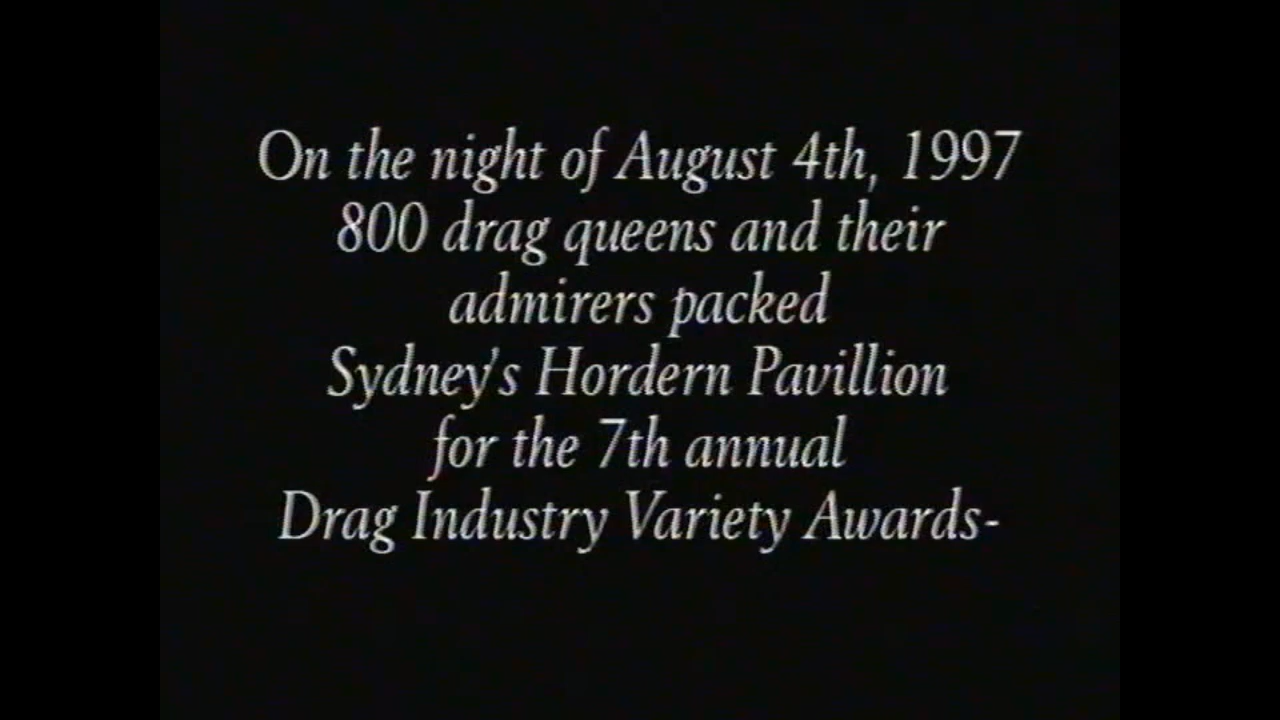 On the night of August 4th, 1997
800 drag queens and their
admirers packed
Sydney's Hordern Pavillion
for the 7th annual
Drag Industry Variety Awards-